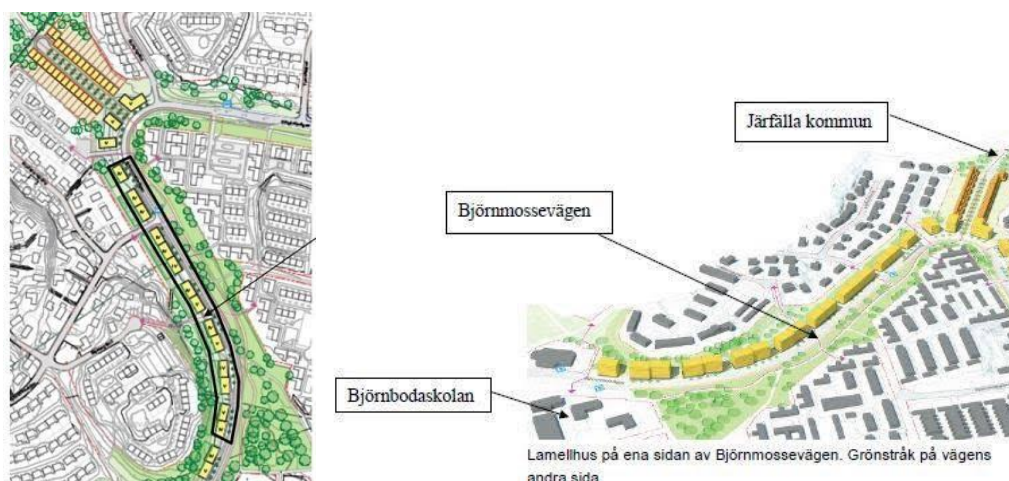 Järfälla kommun
Björnmossevägen
Björnbodaskolan
Lamellhus på ena sidan av Björnmossevägen. Grönstråk på vägens
andra sida